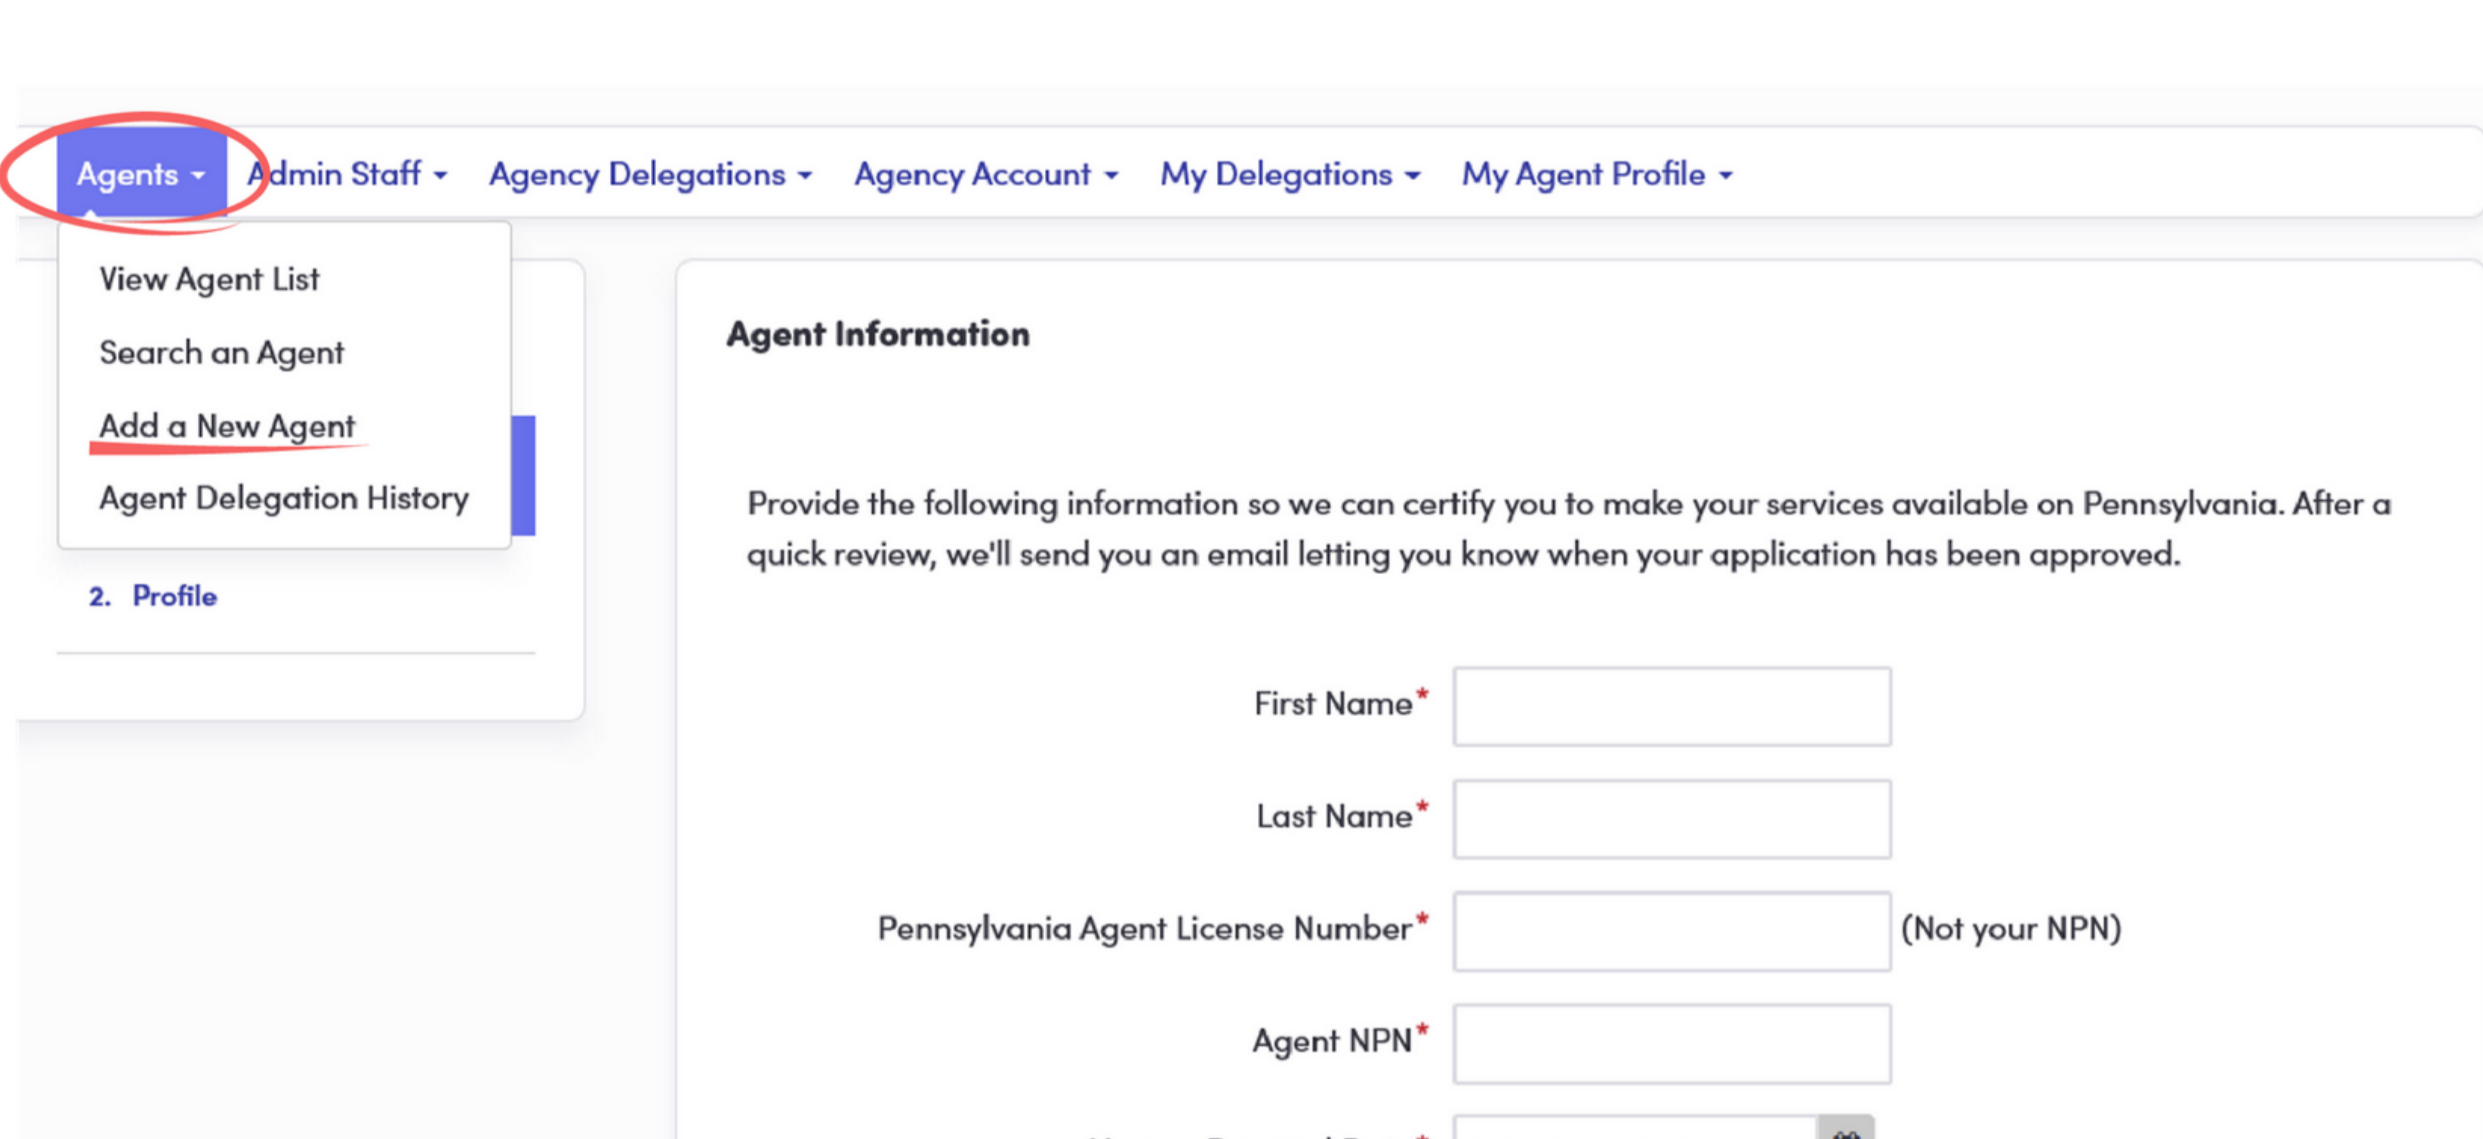 Agents Admin Staff Agency Delegations Agency Account My Delegations My Agent Profile
View Agent List
Search an Agent
Add a New Agent
Agent Delegation History
2. Profile
Agent Information
Provide the following information so we can certify you to make your services available on Pennsylvania. After a
quick review, we'll send you an email letting you know when your application has been approved.
First Name*
Last Name*
Pennsylvania Agent License Number* (Not your NPN)
Agent NPN*